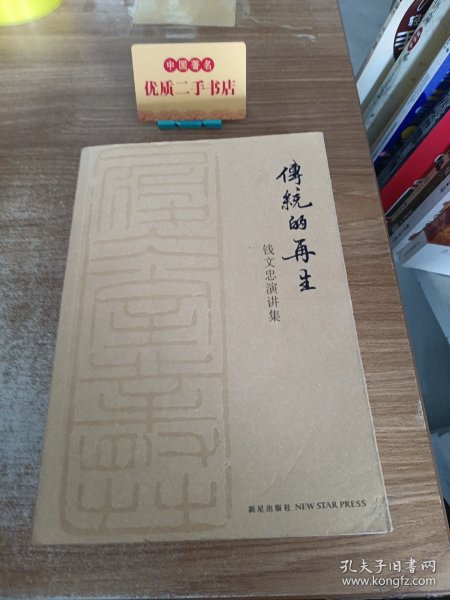 中国著名
优质二手书店
傳統的再生
钱文忠演讲集
新星出版社 NEW STAR PRESS
孔夫子旧书网
www.kongfz.com